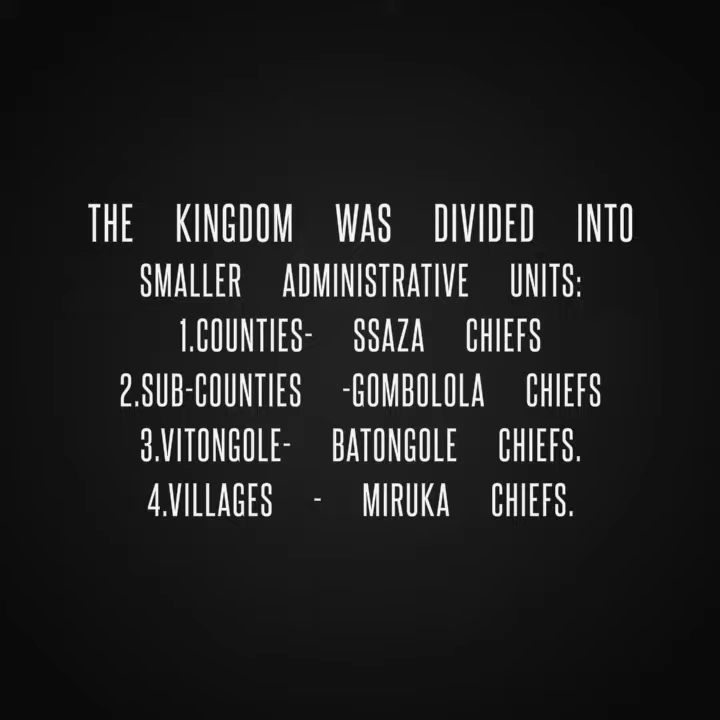 THE KINGDOM WAS DIVIDED INTO
SMALLER ADMINISTRATIVE UNITS:
1.COUNTIES- SSAZA CHIEFS
2.SUB-COUNTIES -GOMBOLOLA CHIEFS
3.VITONGOLE- BATONGOLE CHIEFS.
4.VILLAGES - MIRUKA CHIEFS.